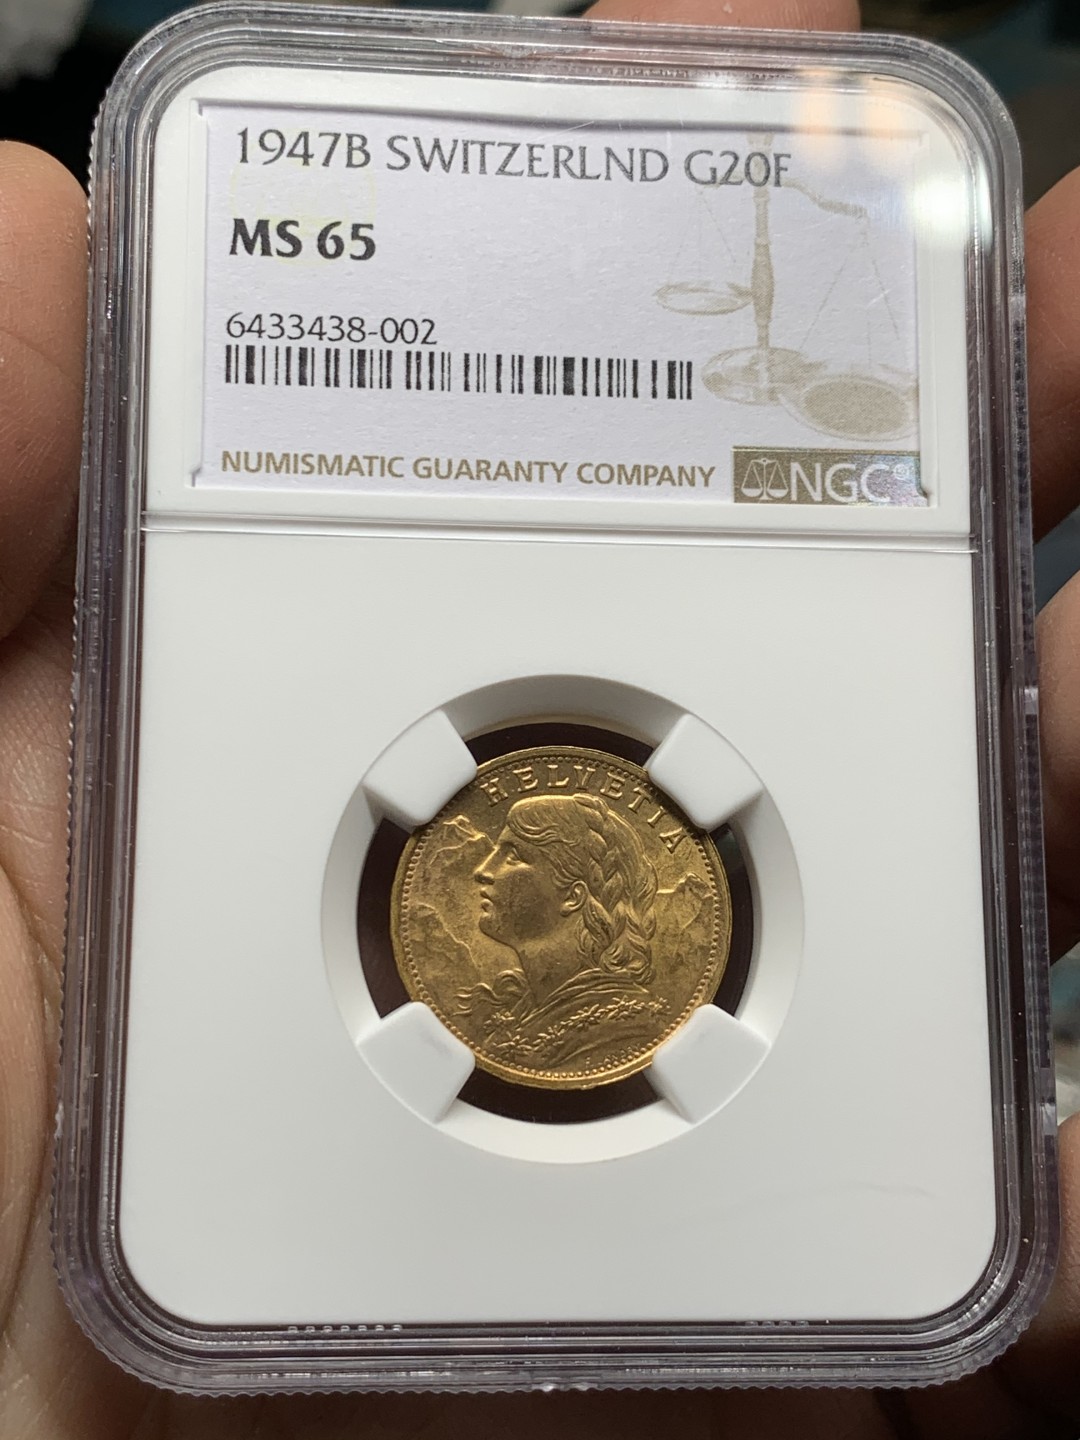 1947B SWITZERLND G20F
MS 65
6433438-002
NUMISMATIC GUARANTY COMPANY
NGC®
HELVETIA